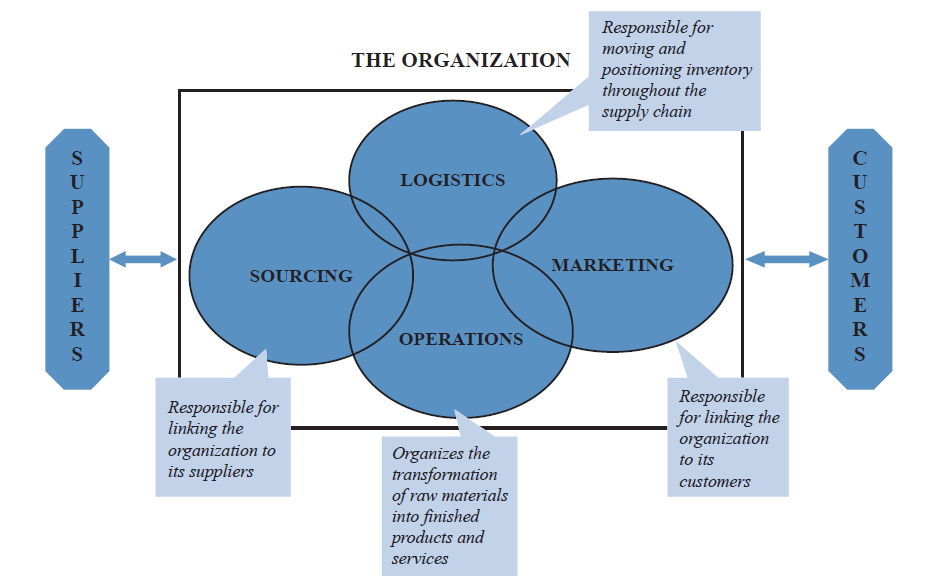 THE ORGANIZATION
Responsible for
moving and
positioning inventory
throughout the
supply chain
SUPPLIERS
LOGISTICS
SOURCING
MARKETING
OPERATIONS
CUSTOMERS
Responsible for
linking the
organization to
its suppliers
Organizes the
transformation
of raw materials
into finished
products and
services
Responsible
for linking the
organization
to its
customers